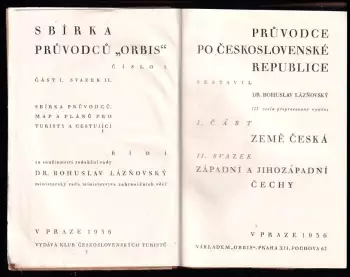 SBÍRKA
PRŮVODCŮ „ORBIS"
ČÍSLO 1
ČÁST I. SVAZEK II.
SBÍRKA PRŮVODCŮ,
MAP A PLÁNŮ PRO
TURISTY A CESTUJÍCÍ
ŘÍDÍ
za součinnosti redakční rady
DR. BOHUSLAV LÁZŇOVSKÝ
ministerský rada ministerstva zahraničních věcí
V PRAZE 1936
VYDÁVÁ KLUB ČESKOSLOVENSKÝCH TURISTŮ
PRŮVODCE
PO ČESKOSLOVENSKÉ
REPUBLICE
SESTAVIL
DR. BOHUSLAV LÁZŇOVSKÝ
III. zcela přepracované vydání
I. ČÁST
ZEMĚ ČESKÁ
II. SVAZEK
ZÁPADNÍ A JIHOZÁPADNÍ
ČECHY
V PRAZE 1936
NÁKLADEM „ORBIS", PRAHA XII, FOCHOVA 62